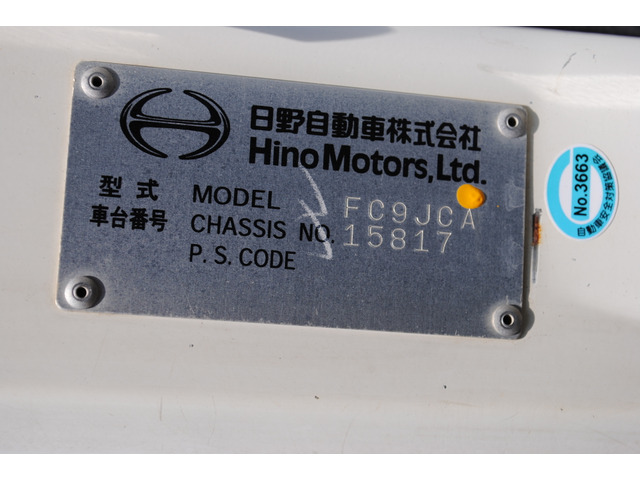 日野自動車株式会社
Hino Motors, Ltd.
型式 MODEL FC9JCA
車台番号 CHASSIS NO. 15817
P.S.CODE
No.3663
自動車安全対策協議会